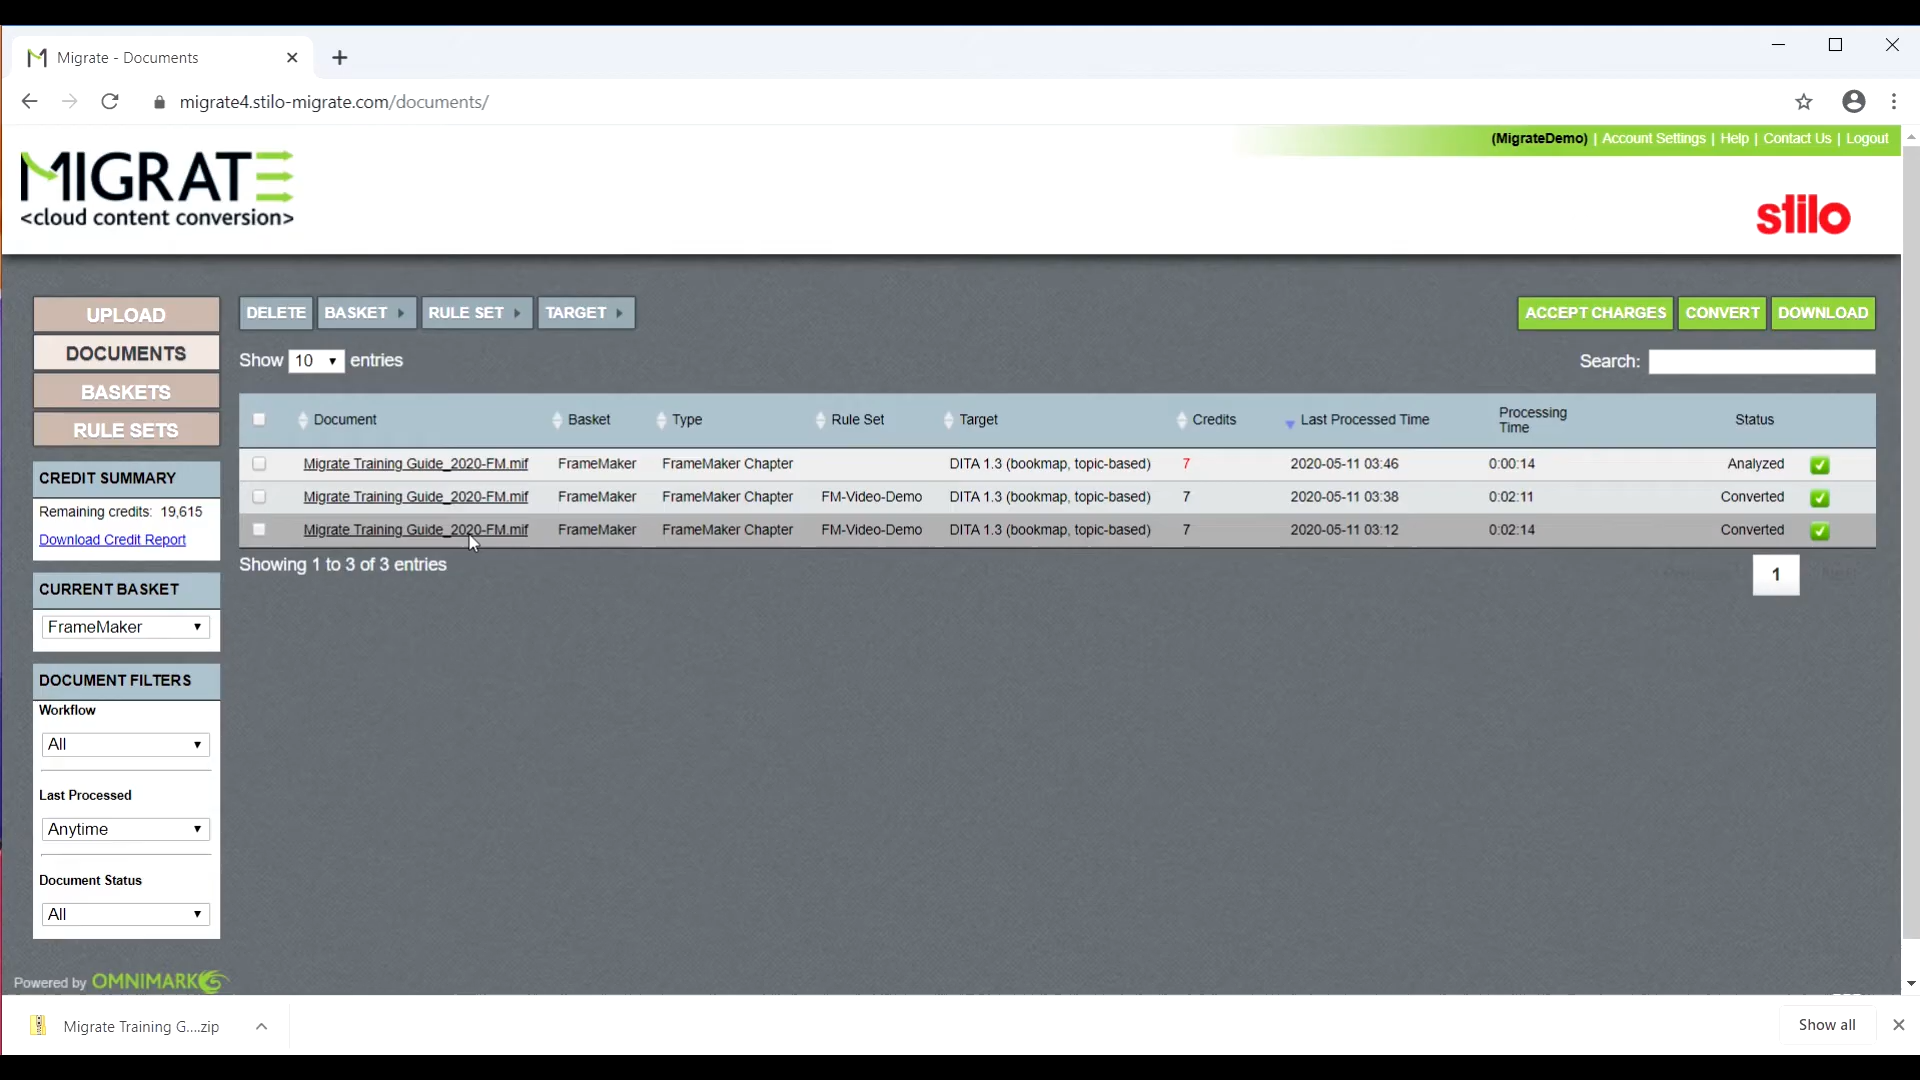 Migrate - Documents
migrate4.stilo-migrate.com/documents/
(MigrateDemo) | Account Settings | Help | Contact Us | Logout
MIGRATE
<cloud content conversion>
stilo
UPLOAD
DOCUMENTS
BASKETS
RULE SETS
DELETE BASKET RULE SET TARGET
ACCEPT CHARGES CONVERT DOWNLOAD
Show 10 entries
Search:
Document Basket Type Rule Set Target Credits Last Processed Time Processing Time Status
Migrate Training Guide_2020-FM.mif FrameMaker FrameMaker Chapter DITA 1.3 (bookmap, topic-based) 7 2020-05-11 03:46 0:00:14 Analyzed
Migrate Training Guide_2020-FM.mif FrameMaker FrameMaker Chapter FM-Video-Demo DITA 1.3 (bookmap, topic-based) 7 2020-05-11 03:38 0:02:11 Converted
Migrate Training Guide_2020-FM.mif FrameMaker FrameMaker Chapter FM-Video-Demo DITA 1.3 (bookmap, topic-based) 7 2020-05-11 03:12 0:02:14 Converted
Showing 1 to 3 of 3 entries
1
CREDIT SUMMARY
Remaining credits: 19,615
Download Credit Report
CURRENT BASKET
FrameMaker
DOCUMENT FILTERS
Workflow
All
Last Processed
Anytime
Document Status
All
Powered by OMNIMARK
Migrate Training G....zip
Show all